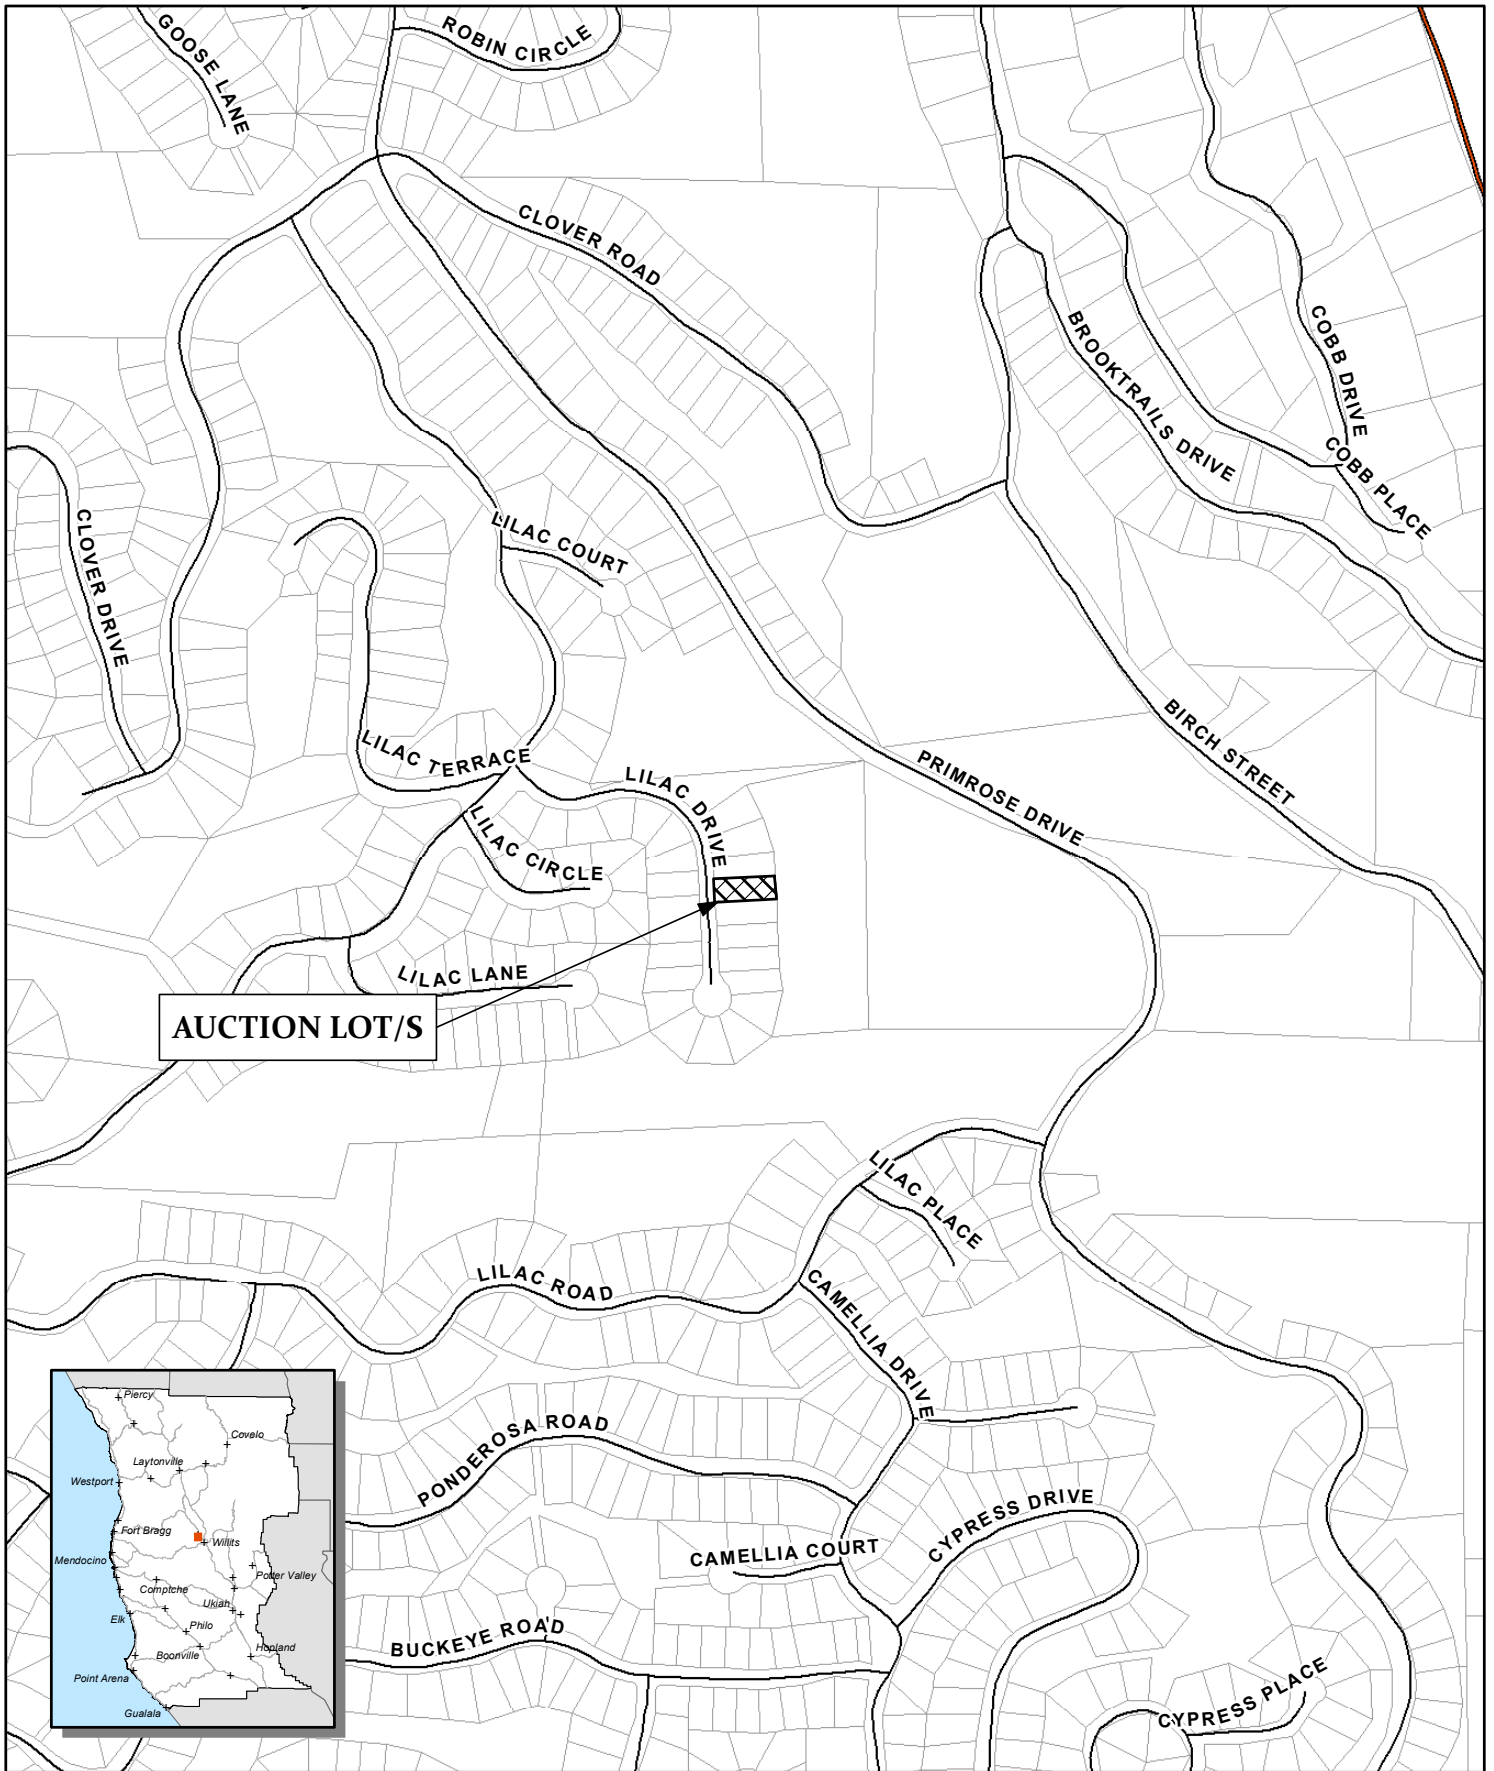 GOOSE LANE
ROBIN CIRCLE
CLOVER ROAD
BROOKTRAILS DRIVE
COBB DRIVE
COBB PLACE
CLOVER DRIVE
LILAC COURT
BIRCH STREET
LILAC TERRACE
LILAC DRIVE
PRIMROSE DRIVE
LILAC CIRCLE
LILAC LANE
AUCTION LOT/S
LILAC PLACE
LILAC ROAD
CAMELLIA DRIVE
PONDEROSA ROAD
CYPRESS DRIVE
CAMELLIA COURT
BUCKEYE ROAD
CYPRESS PLACE
Piercy
Covelo
Laytonville
Westport
Fort Bragg
Willits
Mendocino
Potter Valley
Comptche
Ukiah
Elk
Philo
Boonville
Hopland
Point Arena
Gualala